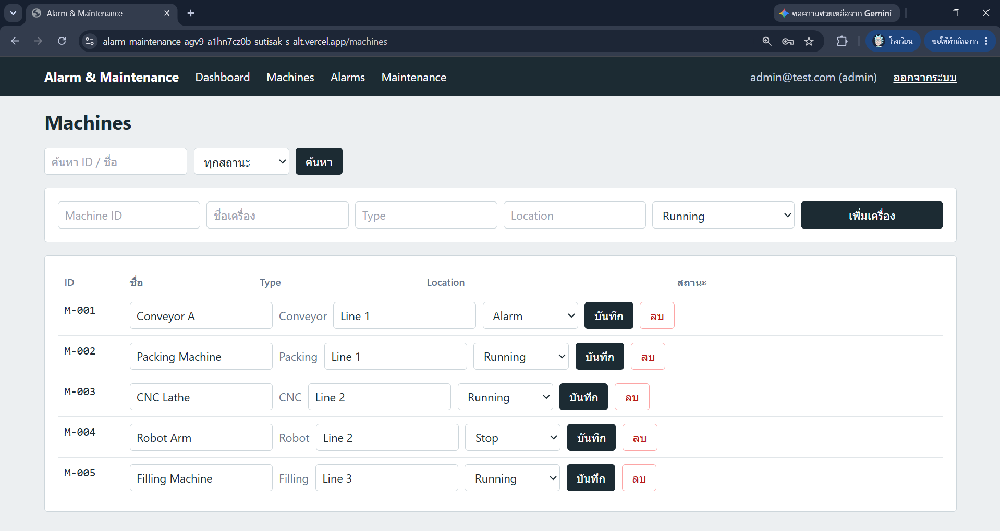 Alarm & Maintenance
ขอความช่วยเหลือจาก Gemini
alarm-maintenance-agv9-a1hn7cz0b-sutisak-s-alt.vercel.app/machines
โรงเรียน
ขอให้ดำเนินการ
Alarm & Maintenance Dashboard Machines Alarms Maintenance admin@test.com (admin) ออกจากระบบ
Machines
ค้นหา ID / ชื่อ ทุกสถานะ ค้นหา
Machine ID ชื่อเครื่อง Type Location Running เพิ่มเครื่อง
ID ชื่อ Type Location สถานะ
M-001 Conveyor A Conveyor Line 1 Alarm บันทึก ลบ
M-002 Packing Machine Packing Line 1 Running บันทึก ลบ
M-003 CNC Lathe CNC Line 2 Running บันทึก ลบ
M-004 Robot Arm Robot Line 2 Stop บันทึก ลบ
M-005 Filling Machine Filling Line 3 Running บันทึก ลบ